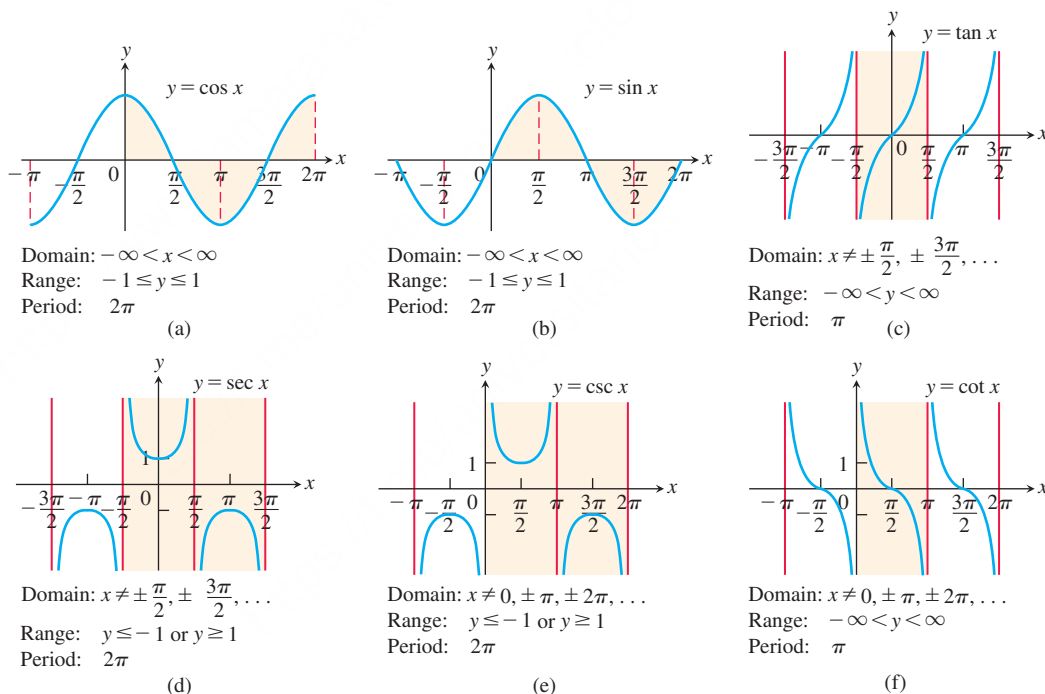 y
y = cos x
x
−π
−π/2
0
π/2
π
3π/2
2π
Domain: −∞ < x < ∞
Range: −1 ≤ y ≤ 1
Period: 2π
(a)
y
y = sin x
x
−π
−π/2
0
π/2
π
3π/2
2π
Domain: −∞ < x < ∞
Range: −1 ≤ y ≤ 1
Period: 2π
(b)
y
y = tan x
x
−3π/2
−π
−π/2
0
π/2
π
3π/2
Domain: x ≠ ± π/2, ± 3π/2, . . .
Range: −∞ < y < ∞
Period: π
(c)
y
y = sec x
1
x
−3π/2
−π
−π/2
0
π/2
π
3π/2
Domain: x ≠ ± π/2, ± 3π/2, . . .
Range: y ≤ −1 or y ≥ 1
Period: 2π
(d)
y
y = csc x
1
x
−π
−π/2
0
π/2
π
3π/2
2π
Domain: x ≠ 0, ± π, ± 2π, . . .
Range: y ≤ −1 or y ≥ 1
Period: 2π
(e)
y
y = cot x
1
x
−π
−π/2
0
π/2
π
3π/2
2π
Domain: x ≠ 0, ± π, ± 2π, . . .
Range: −∞ < y < ∞
Period: π
(f)